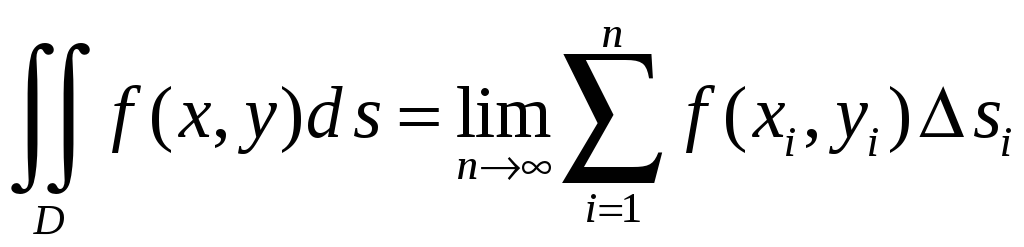 ∬_D f(x, y)ds = lim_{n→∞} ∑_{i=1}^{n} f(x_i, y_i)Δs_i